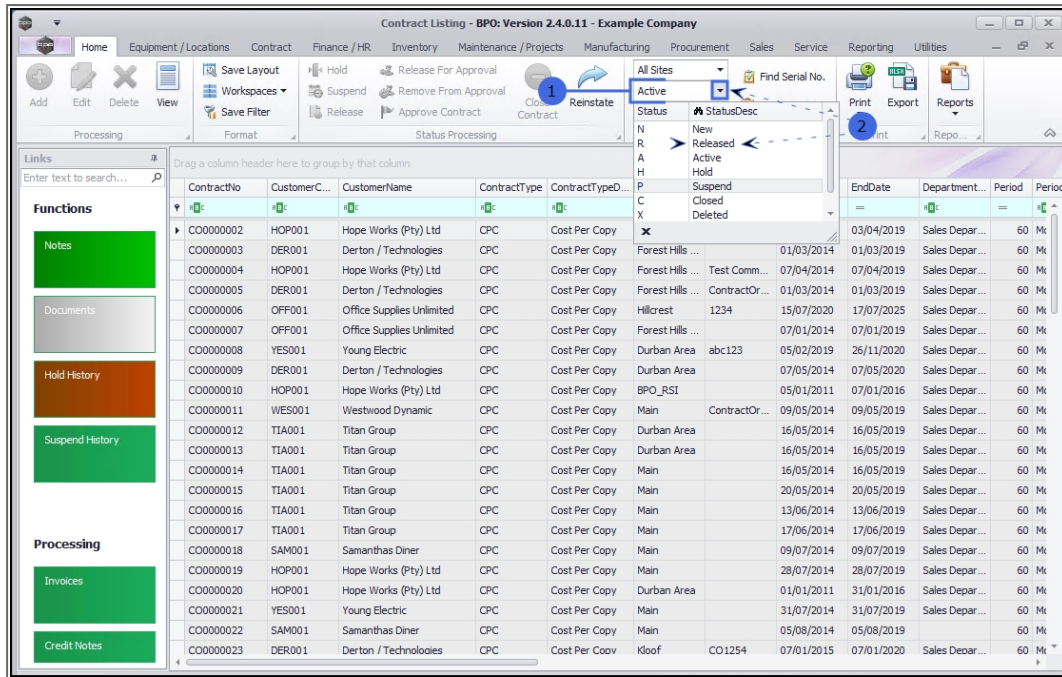 Contract Listing - BPO: Version 2.4.0.11 - Example Company
Home Equipment / Locations Contract Finance / HR Inventory Maintenance / Projects Manufacturing Procurement Sales Service Reporting Utilities
Add Edit Delete View
Save Layout
Workspaces
Save Filter
Hold
Suspend
Release
Release For Approval
Remove From Approval
Approve Contract
Contract
Reinstate
All Sites
Active
Find Serial No.
Print Export Reports
1
2
Processing Format Status Processing Repo...
Status StatusDesc
N New
R Released
A Active
H Hold
P Suspend
C Closed
X Deleted
x
Links
Enter text to search...
Functions
Notes
Documents
Hold History
Suspend History
Processing
Invoices
Credit Notes
Drag a column header here to group by that column
ContractNo CustomerC... CustomerName ContractType ContractTypeD... EndDate Department... Period Period
CO0000002 HOP001 Hope Works (Pty) Ltd CPC Cost Per Copy 03/04/2019 Sales Depar... 60 Mo
CO0000003 DER001 Derton / Technologies CPC Cost Per Copy Forest Hills ... 01/03/2014 01/03/2019 Sales Depar... 60 Mo
CO0000004 HOP001 Hope Works (Pty) Ltd CPC Cost Per Copy Forest Hills ... Test Comm... 07/04/2014 07/04/2019 Sales Depar... 60 Mo
CO0000005 DER001 Derton / Technologies CPC Cost Per Copy Forest Hills ... ContractOr... 01/03/2014 01/03/2019 Sales Depar... 60 Mo
CO0000006 OFF001 Office Supplies Unlimited CPC Cost Per Copy Hillcrest 1234 15/07/2020 17/07/2025 Sales Depar... 60 Mo
CO0000007 OFF001 Office Supplies Unlimited CPC Cost Per Copy Forest Hills ... 07/01/2014 07/01/2019 Sales Depar... 60 Mo
CO0000008 YES001 Young Electric CPC Cost Per Copy Durban Area abc123 05/02/2019 26/11/2020 Sales Depar... 60 Mo
CO0000009 DER001 Derton / Technologies CPC Cost Per Copy Durban Area 07/05/2014 07/05/2020 Sales Depar... 60 Mo
CO0000010 HOP001 Hope Works (Pty) Ltd CPC Cost Per Copy BPO_RSI 05/01/2011 07/01/2016 Sales Depar... 60 Mo
CO0000011 WES001 Westwood Dynamic CPC Cost Per Copy Main ContractOr... 09/05/2014 09/05/2019 Sales Depar... 60 Mo
CO0000012 TIA001 Titan Group CPC Cost Per Copy Durban Area 16/05/2014 16/05/2019 Sales Depar... 60 Mo
CO0000013 TIA001 Titan Group CPC Cost Per Copy Durban Area 16/05/2014 16/05/2019 Sales Depar... 60 Mo
CO0000014 TIA001 Titan Group CPC Cost Per Copy Main 16/05/2014 16/05/2019 Sales Depar... 60 Mo
CO0000015 TIA001 Titan Group CPC Cost Per Copy Main 20/05/2014 20/05/2019 Sales Depar... 60 Mo
CO0000016 TIA001 Titan Group CPC Cost Per Copy Main 13/06/2014 13/06/2019 Sales Depar... 60 Mo
CO0000017 TIA001 Titan Group CPC Cost Per Copy Main 17/06/2014 17/06/2019 Sales Depar... 60 Mo
CO0000018 SAM001 Samanthas Diner CPC Cost Per Copy Main 09/07/2014 09/07/2019 Sales Depar... 60 Mo
CO0000019 HOP001 Hope Works (Pty) Ltd CPC Cost Per Copy Main 28/07/2014 28/07/2019 Sales Depar... 60 Mo
CO0000020 HOP001 Hope Works (Pty) Ltd CPC Cost Per Copy Durban Area 01/01/2011 31/01/2016 Sales Depar... 60 Mo
CO0000021 YES001 Young Electric CPC Cost Per Copy Main 31/07/2014 31/07/2019 Sales Depar... 60 Mo
CO0000022 SAM001 Samanthas Diner CPC Cost Per Copy Main 05/08/2014 05/08/2019 60 Mo
CO0000023 DER001 Derton / Technologies CPC Cost Per Copy Kloof CO1254 07/01/2015 07/01/2020 Sales Depar... 60 Mo